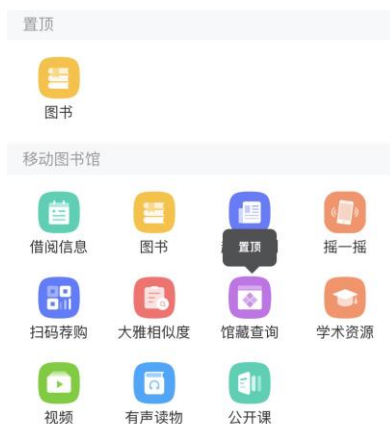 置顶
图书
移动图书馆
借阅信息
图书
摇一摇
置顶
扫码荐购
大雅相似度
馆藏查询
学术资源
视频
有声读物
公开课